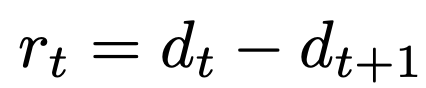 r_t = d_t − d_{t+1}